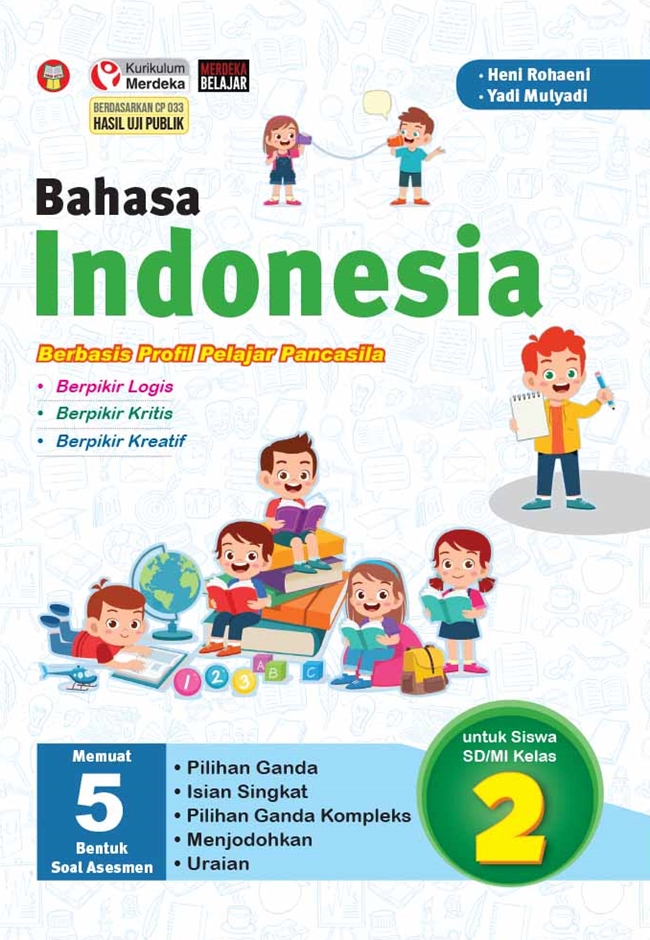 Kurikulum
Merdeka
MERDEKA
BELAJAR
BERDASARKAN CP 033
HASIL UJI PUBLIK
• Heni Rohaeni
• Yadi Mulyadi
Bahasa
Indonesia
Berbasis Profil Pelajar Pancasila
• Berpikir Logis
• Berpikir Kritis
• Berpikir Kreatif
1 2 3 A B C
Memuat
5
Bentuk
Soal Asesmen
• Pilihan Ganda
• Isian Singkat
• Pilihan Ganda Kompleks
• Menjodohkan
• Uraian
untuk Siswa
SD/MI Kelas
2